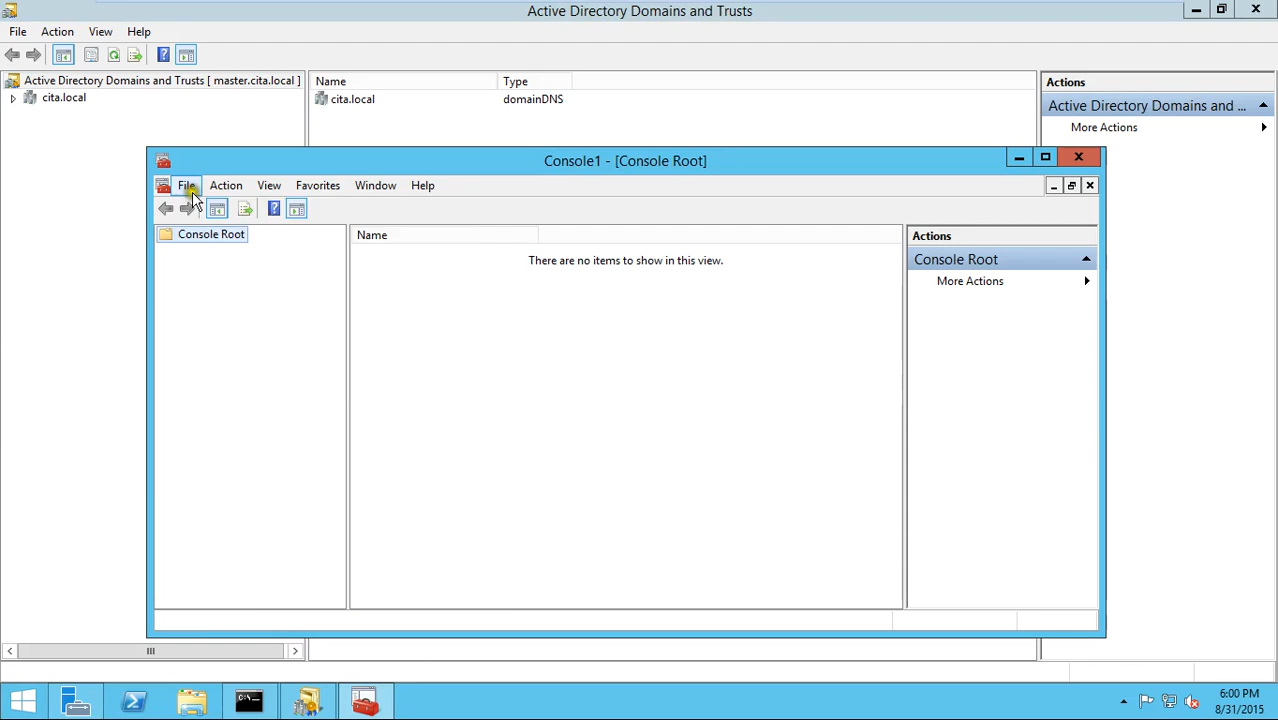 Active Directory Domains and Trusts
File Action View Help
Active Directory Domains and Trusts [ master.cita.local ]
cita.local
Name Type
cita.local domainDNS
Actions
Active Directory Domains and ...
More Actions
Console1 - [Console Root]
File Action View Favorites Window Help
Console Root
Name
There are no items to show in this view.
Actions
Console Root
More Actions
C:\
6:00 PM
8/31/2015